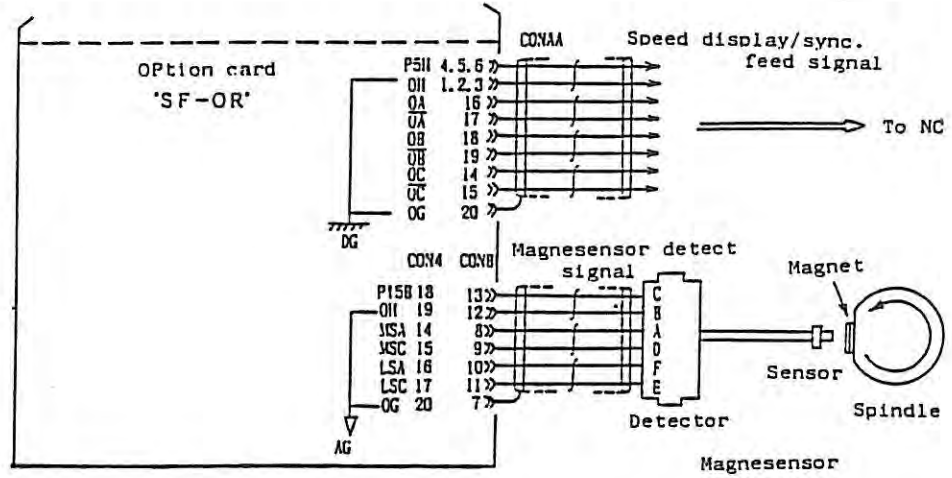 CONAA
Speed display/sync.
feed signal
OPtion card
"SF-OR"
P5H 4.5.6
OH 1.2.3
OA 16
OA 17
OB 18
OB 19
OC 14
OC 15
OG 20
DG
To NC
CON4 CONB
Magnesensor detect
signal
P15B 18 13 C
OH 19 12 B
MSA 14 8 A
MSC 15 9 D
LSA 16 10 F
LSC 17 11 E
OG 20 7
AG
Detector
Magnet
Sensor
Spindle
Magnesensor